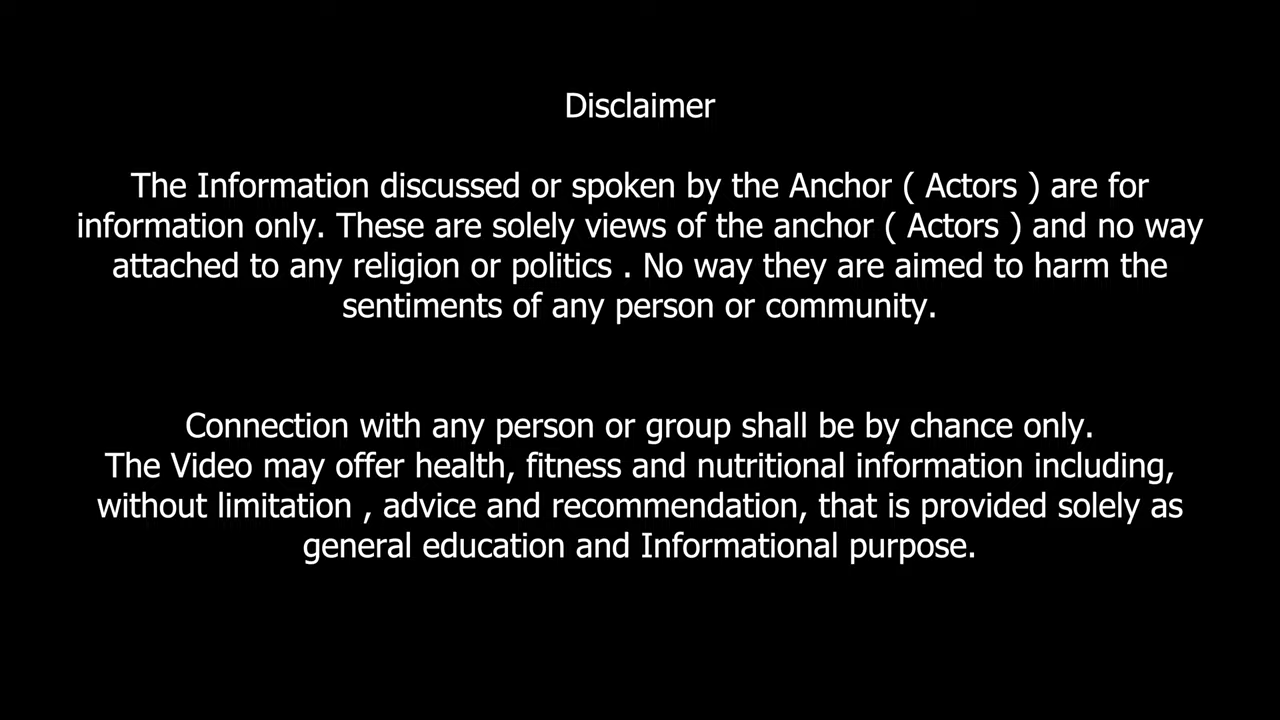 Disclaimer
The Information discussed or spoken by the Anchor ( Actors ) are for
information only. These are solely views of the anchor ( Actors ) and no way
attached to any religion or politics . No way they are aimed to harm the
sentiments of any person or community.
Connection with any person or group shall be by chance only.
The Video may offer health, fitness and nutritional information including,
without limitation , advice and recommendation, that is provided solely as
general education and Informational purpose.